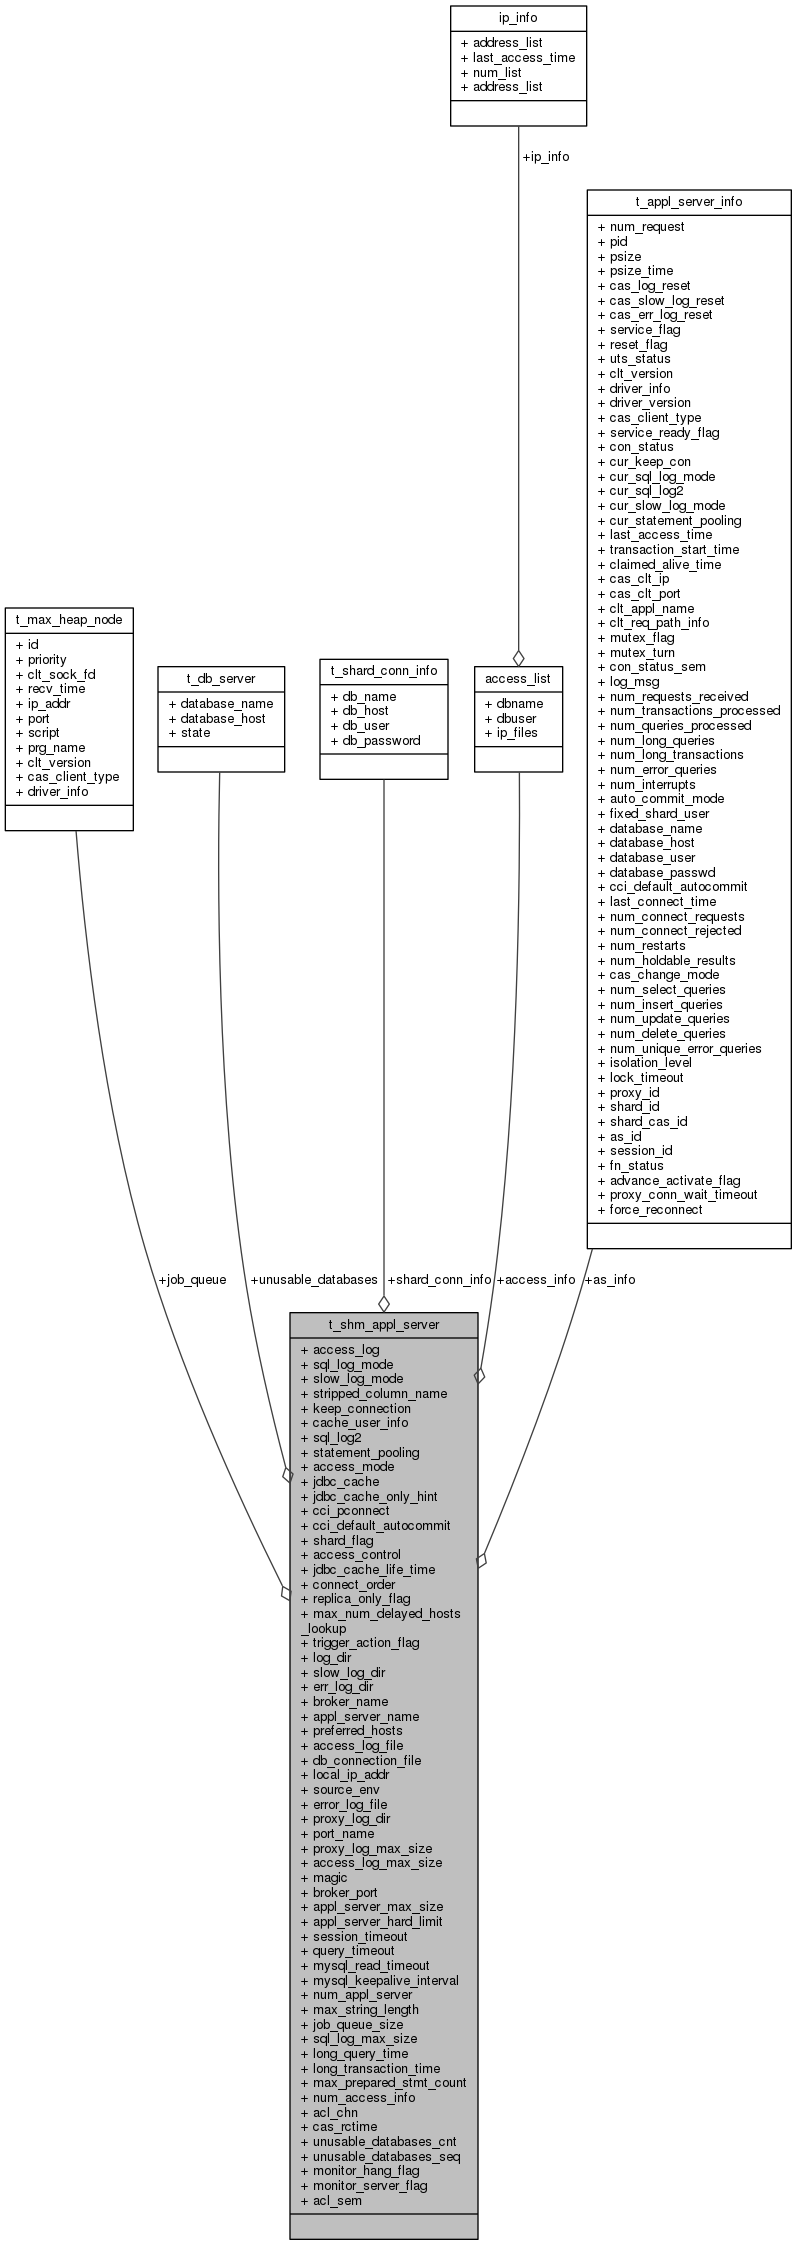 ip_info
+ address_list
+ last_access_time
+ num_list
+ address_list
+ip_info
t_appl_server_info
+ num_request
+ pid
+ psize
+ psize_time
+ cas_log_reset
+ cas_slow_log_reset
+ cas_err_log_reset
+ service_flag
+ reset_flag
+ uts_status
+ clt_version
+ driver_info
+ driver_version
+ cas_client_type
+ service_ready_flag
+ con_status
+ cur_keep_con
+ cur_sql_log_mode
+ cur_sql_log2
+ cur_slow_log_mode
+ cur_statement_pooling
+ last_access_time
+ transaction_start_time
+ claimed_alive_time
+ cas_clt_ip
+ cas_clt_port
+ clt_appl_name
+ clt_req_path_info
+ mutex_flag
+ mutex_turn
+ con_status_sem
+ log_msg
+ num_requests_received
+ num_transactions_processed
+ num_queries_processed
+ num_long_queries
+ num_long_transactions
+ num_error_queries
+ num_interrupts
+ auto_commit_mode
+ fixed_shard_user
+ database_name
+ database_host
+ database_user
+ database_passwd
+ cci_default_autocommit
+ last_connect_time
+ num_connect_requests
+ num_connect_rejected
+ num_restarts
+ num_holdable_results
+ cas_change_mode
+ num_select_queries
+ num_insert_queries
+ num_update_queries
+ num_delete_queries
+ num_unique_error_queries
+ isolation_level
+ lock_timeout
+ proxy_id
+ shard_id
+ shard_cas_id
+ as_id
+ session_id
+ fn_status
+ advance_activate_flag
+ proxy_conn_wait_timeout
+ force_reconnect
t_max_heap_node
+ id
+ priority
+ clt_sock_fd
+ recv_time
+ ip_addr
+ port
+ script
+ prg_name
+ clt_version
+ cas_client_type
+ driver_info
t_db_server
+ database_name
+ database_host
+ state
t_shard_conn_info
+ db_name
+ db_host
+ db_user
+ db_password
access_list
+ dbname
+ dbuser
+ ip_files
+job_queue
+unusable_databases
+shard_conn_info
+access_info
+as_info
t_shm_appl_server
+ access_log
+ sql_log_mode
+ slow_log_mode
+ stripped_column_name
+ keep_connection
+ cache_user_info
+ sql_log2
+ statement_pooling
+ access_mode
+ jdbc_cache
+ jdbc_cache_only_hint
+ cci_pconnect
+ cci_default_autocommit
+ shard_flag
+ access_control
+ jdbc_cache_life_time
+ connect_order
+ replica_only_flag
+ max_num_delayed_hosts
_lookup
+ trigger_action_flag
+ log_dir
+ slow_log_dir
+ err_log_dir
+ broker_name
+ appl_server_name
+ preferred_hosts
+ access_log_file
+ db_connection_file
+ local_ip_addr
+ source_env
+ error_log_file
+ proxy_log_dir
+ port_name
+ proxy_log_max_size
+ access_log_max_size
+ magic
+ broker_port
+ appl_server_max_size
+ appl_server_hard_limit
+ session_timeout
+ query_timeout
+ mysql_read_timeout
+ mysql_keepalive_interval
+ num_appl_server
+ max_string_length
+ job_queue_size
+ sql_log_max_size
+ long_query_time
+ long_transaction_time
+ max_prepared_stmt_count
+ num_access_info
+ acl_chn
+ cas_rctime
+ unusable_databases_cnt
+ unusable_databases_seq
+ monitor_hang_flag
+ monitor_server_flag
+ acl_sem